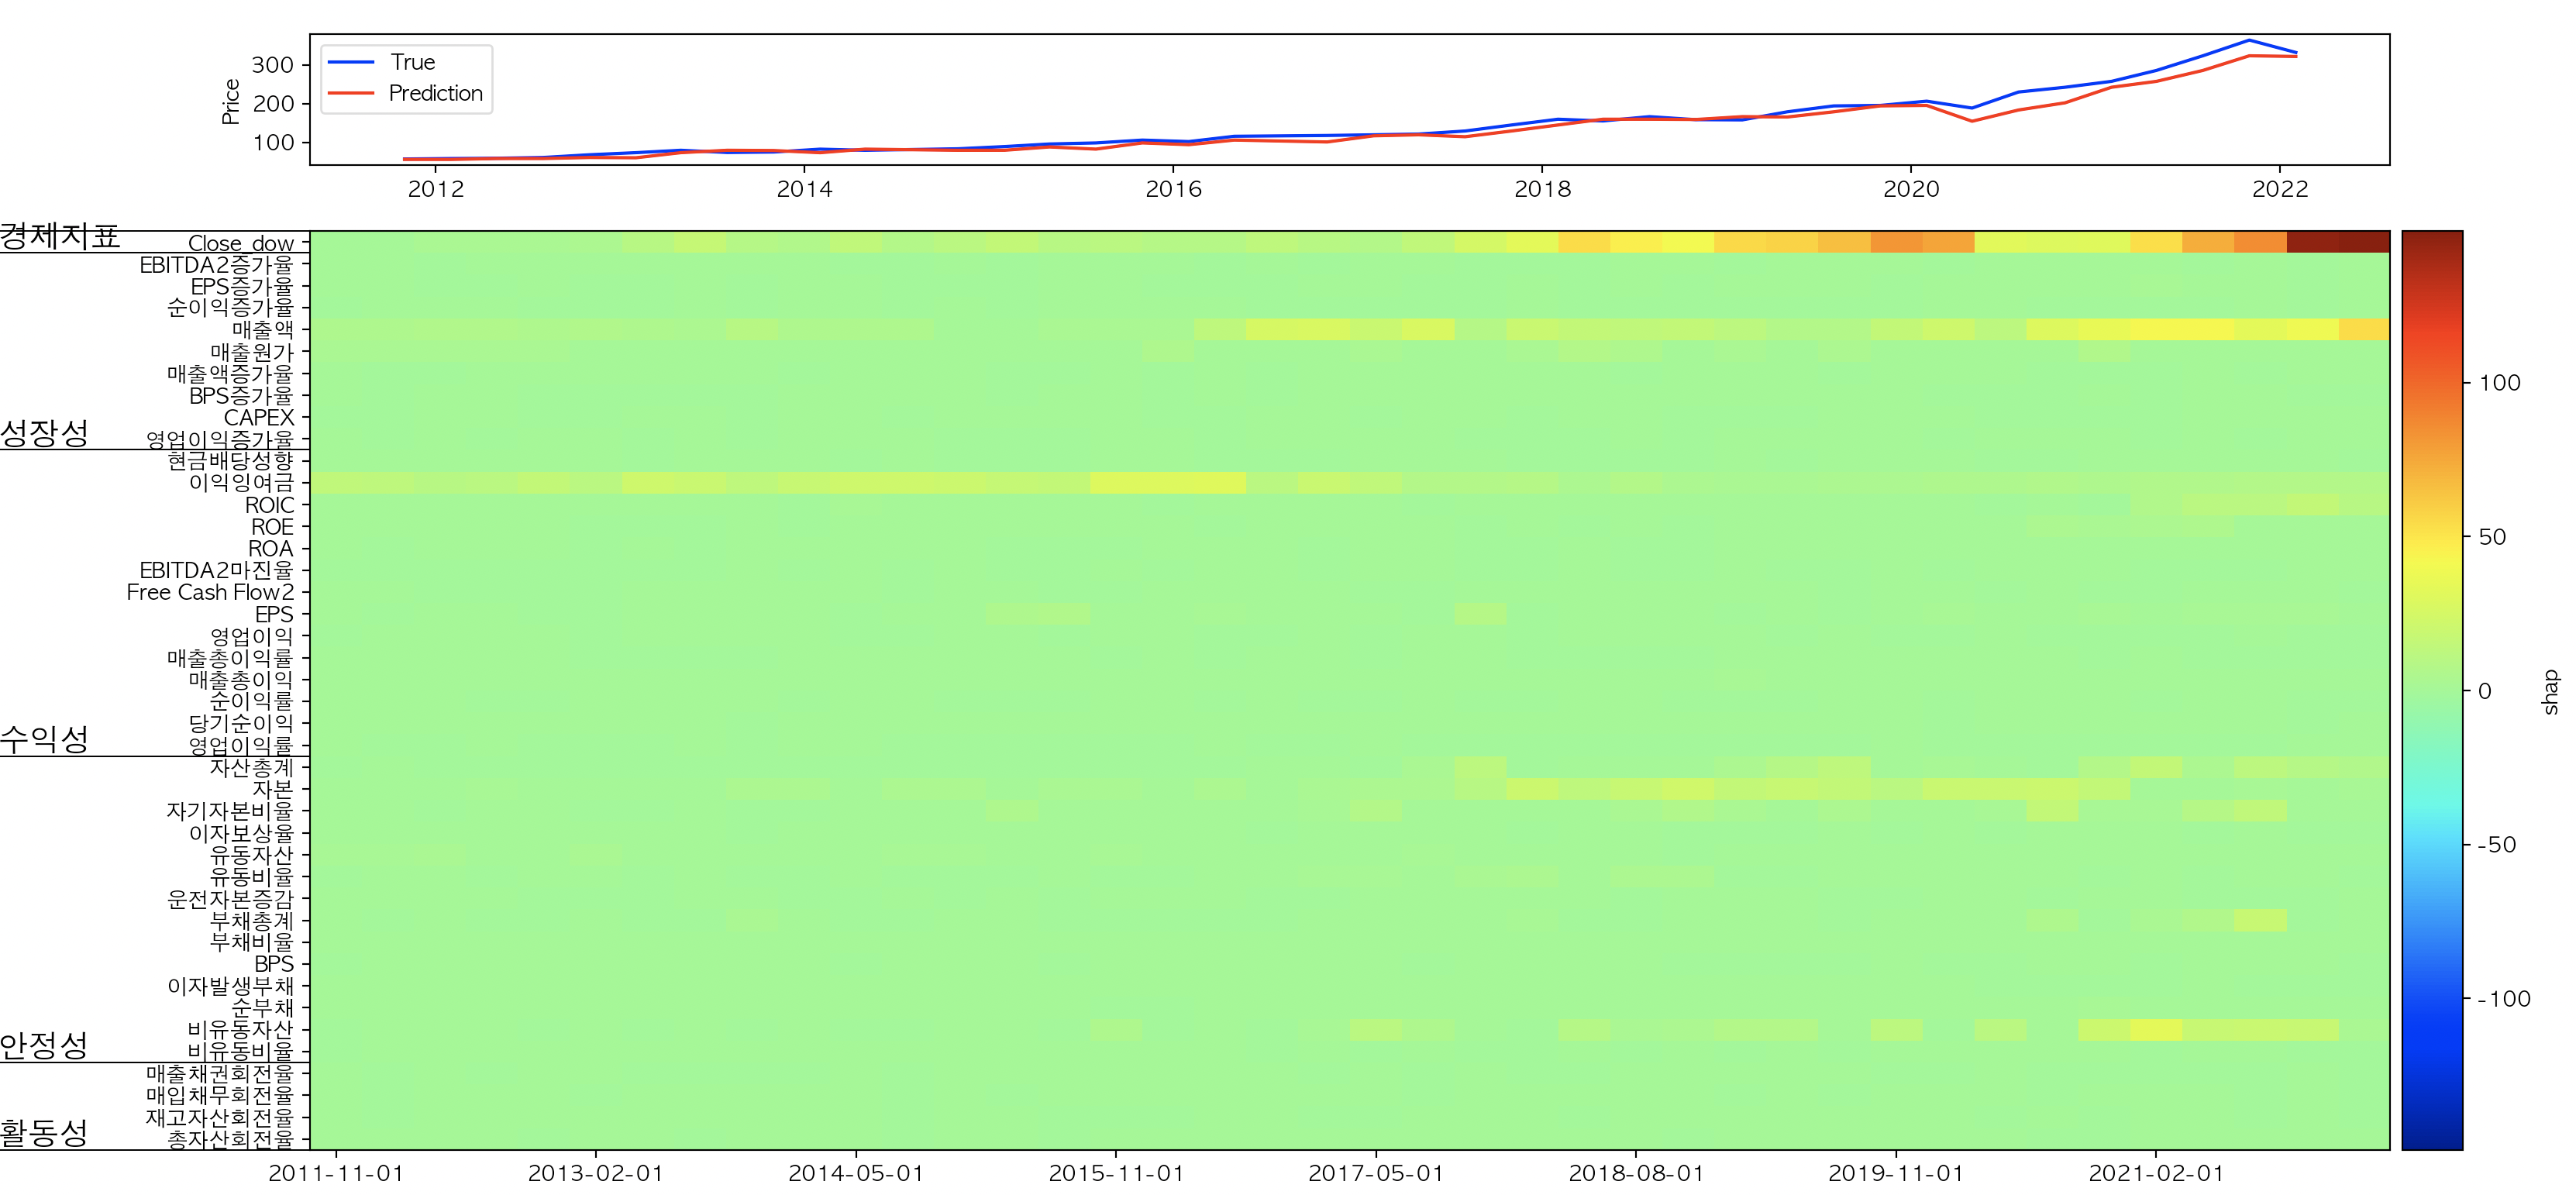 True
Prediction
Price
300
200
100
2012 2014 2016 2018 2020 2022
경제지표
Close_dow
EBITDA2증가율
EPS증가율
순이익증가율
매출액
매출원가
매출액증가율
BPS증가율
CAPEX
성장성
영업이익증가율
현금배당성향
이익잉여금
ROIC
ROE
ROA
EBITDA2마진율
Free Cash Flow2
EPS
영업이익
매출총이익률
매출총이익
순이익률
당기순이익
수익성
영업이익률
자산총계
자본
자기자본비율
이자보상율
유동자산
유동비율
운전자본증감
부채총계
부채비율
BPS
이자발생부채
순부채
비유동자산
안정성
비유동비율
매출채권회전율
매입채무회전율
재고자산회전율
활동성
총자산회전율
2011-11-01 2013-02-01 2014-05-01 2015-11-01 2017-05-01 2018-08-01 2019-11-01 2021-02-01
100
50
0
-50
-100
shap